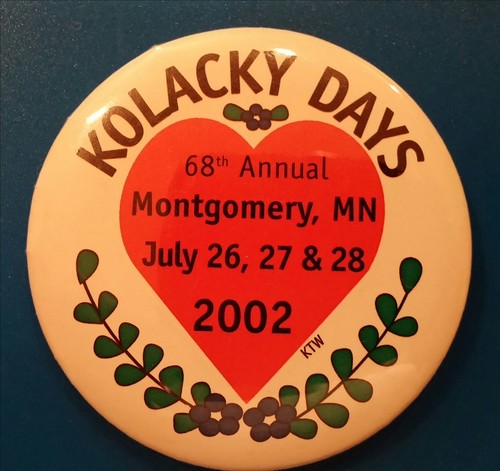 KOLACKY DAYS
68th Annual
Montgomery, MN
July 26, 27 & 28
2002
KTW